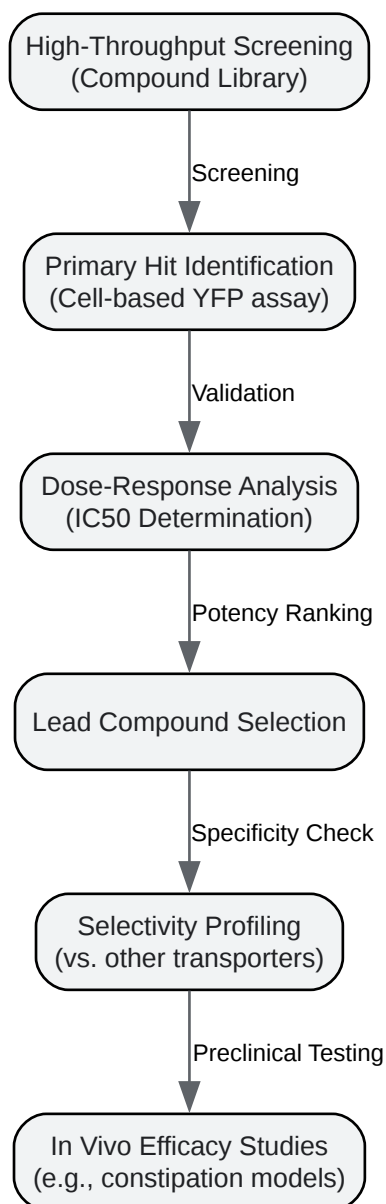 High-Throughput Screening
(Compound Library)
Screening
Primary Hit Identification
(Cell-based YFP assay)
Validation
Dose-Response Analysis
(IC50 Determination)
Potency Ranking
Lead Compound Selection
Specificity Check
Selectivity Profiling
(vs. other transporters)
Preclinical Testing
In Vivo Efficacy Studies
(e.g., constipation models)